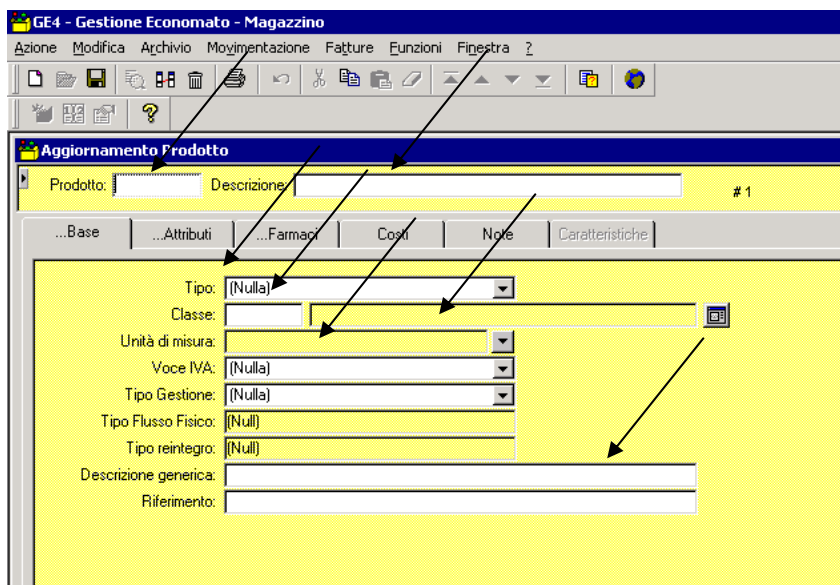 GE4 - Gestione Economato - Magazzino
Azione Modifica Archivio Movimentazione Fatture Funzioni Finestra ?
Aggiornamento Prodotto
Prodotto: Descrizione: # 1
...Base ...Attributi ...Farmaci Costi Note Caratteristiche
Tipo: (Nulla)
Classe:
Unità di misura:
Voce IVA: (Nulla)
Tipo Gestione: (Nulla)
Tipo Flusso Fisico: (Null)
Tipo reintegro: (Null)
Descrizione generica:
Riferimento: